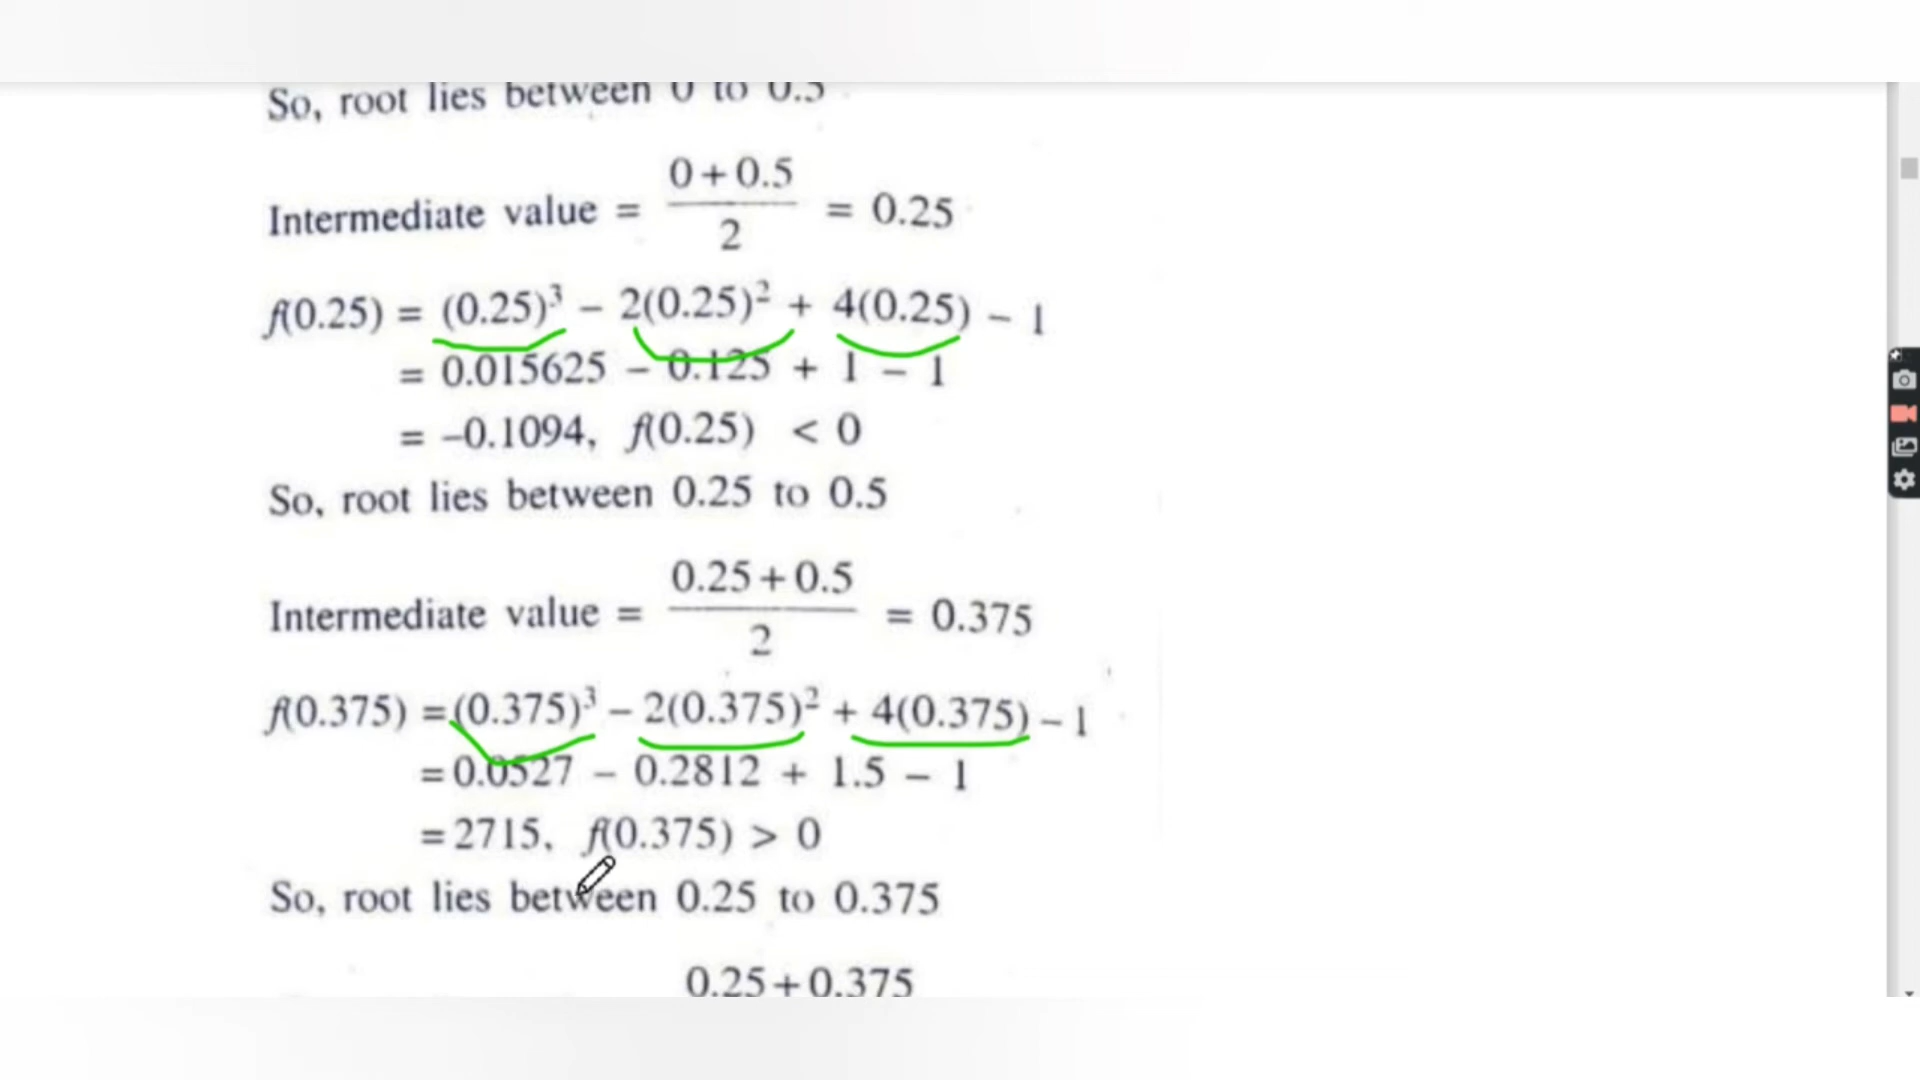 So, root lies between 0 to 0.5
Intermediate value = (0 + 0.5)/2 = 0.25
f(0.25) = (0.25)³ – 2(0.25)² + 4(0.25) – 1
= 0.015625 – 0.125 + 1 – 1
= –0.1094, f(0.25) < 0
So, root lies between 0.25 to 0.5
Intermediate value = (0.25 + 0.5)/2 = 0.375
f(0.375) = (0.375)³ – 2(0.375)² + 4(0.375) – 1
= 0.0527 – 0.2812 + 1.5 – 1
= 2715, f(0.375) > 0
So, root lies between 0.25 to 0.375
0.25 + 0.375